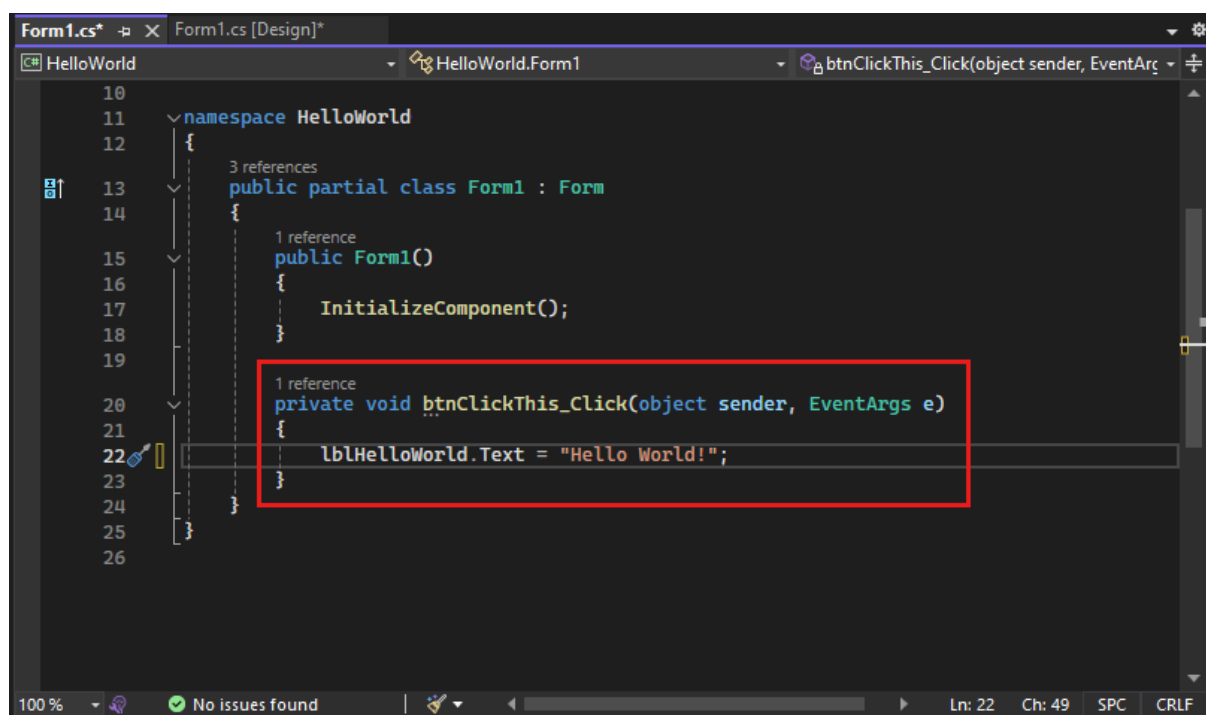 Form1.cs* Form1.cs [Design]*
C# HelloWorld HelloWorld.Form1 btnClickThis_Click(object sender, EventArg
10
11 namespace HelloWorld
12 {
3 references
13 public partial class Form1 : Form
14 {
1 reference
15 public Form1()
16 {
17 InitializeComponent();
18 }
19
1 reference
20 private void btnClickThis_Click(object sender, EventArgs e)
21 {
22 lblHelloWorld.Text = "Hello World!";
23 }
24 }
25 }
26
100 % No issues found Ln: 22 Ch: 49 SPC CRLF